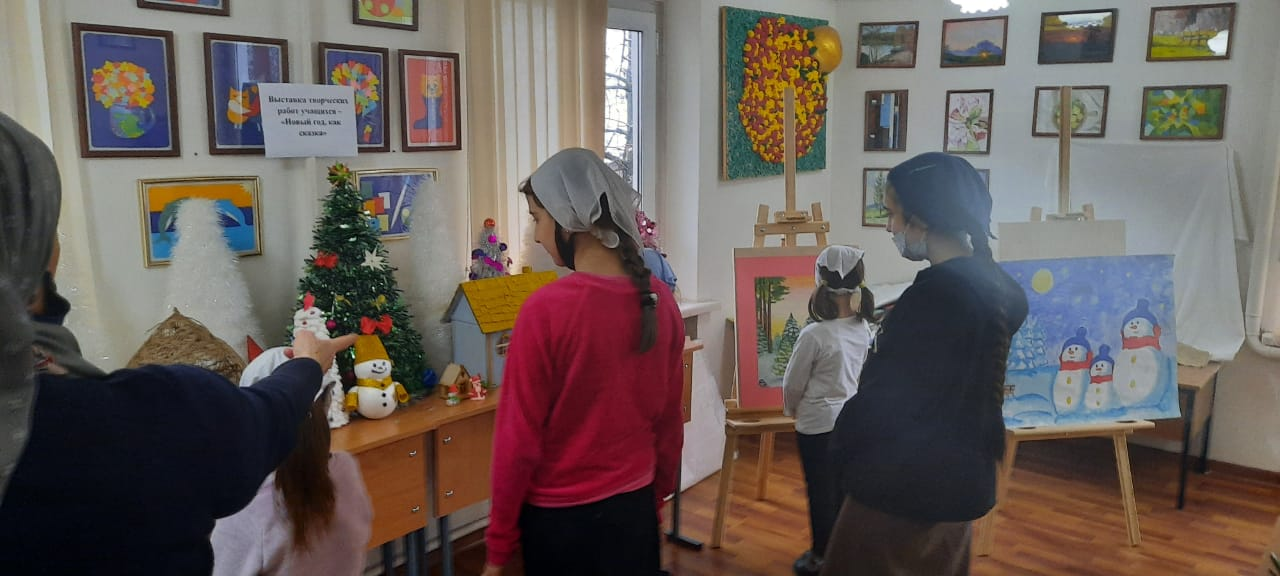 Выставка творческих
работ учащихся –
«Новый год, как
сказка»